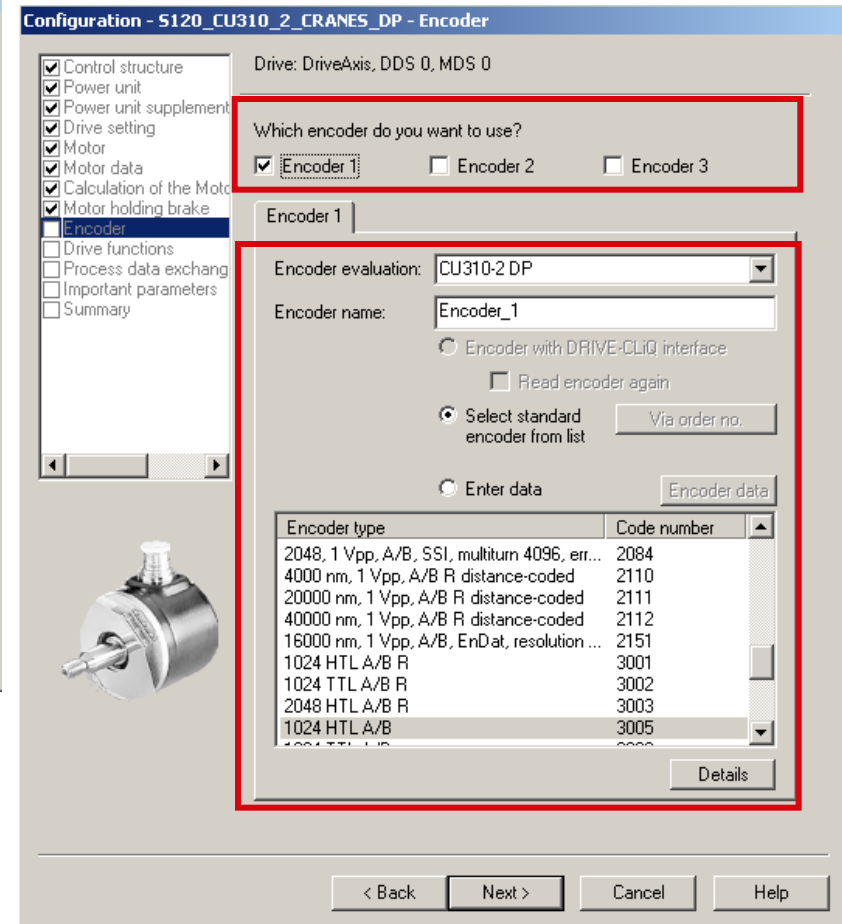 Configuration - S120_CU310_2_CRANES_DP - Encoder
Control structure
Power unit
Power unit supplement
Drive setting
Motor
Motor data
Calculation of the Moto
Motor holding brake
Encoder
Drive functions
Process data exchang
Important parameters
Summary
Drive: DriveAxis, DDS 0, MDS 0
Which encoder do you want to use?
Encoder 1 Encoder 2 Encoder 3
Encoder 1
Encoder evaluation: CU310-2 DP
Encoder name: Encoder_1
Encoder with DRIVE-CLiQ interface
Read encoder again
Select standard encoder from list Via order no.
Enter data Encoder data
Encoder type Code number
2048, 1 Vpp, A/B, SSI, multiturn 4096, err... 2084
4000 nm, 1 Vpp, A/B R distance-coded 2110
20000 nm, 1 Vpp, A/B R distance-coded 2111
40000 nm, 1 Vpp, A/B R distance-coded 2112
16000 nm, 1 Vpp, A/B, EnDat, resolution ... 2151
1024 HTL A/B R 3001
1024 TTL A/B R 3002
2048 HTL A/B R 3003
1024 HTL A/B 3005
Details
< Back Next > Cancel Help